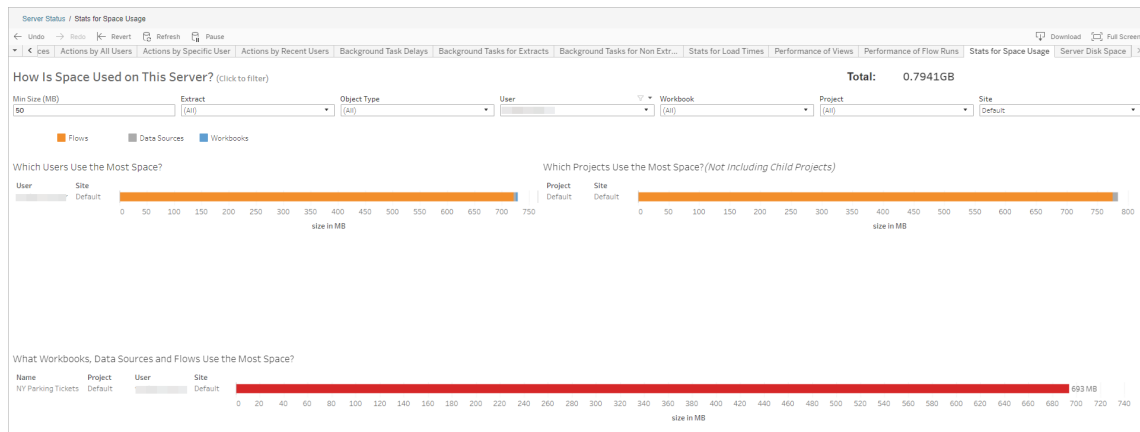 Server Status / Stats for Space Usage
← Undo → Redo Revert Refresh Pause Download Full Screen
ces Actions by All Users Actions by Specific User Actions by Recent Users Background Task Delays Background Tasks for Extracts Background Tasks for Non Extr... Stats for Load Times Performance of Views Performance of Flow Runs Stats for Space Usage Server Disk Space
How Is Space Used on This Server? (Click to filter) Total: 0.7941GB
Min Size (MB) Extract Object Type User Workbook Project Site
50 (All) (All) (All) (All) Default
Flows Data Sources Workbooks
Which Users Use the Most Space? Which Projects Use the Most Space? (Not Including Child Projects)
User Site Project Site
Default Default Default
0 50 100 150 200 250 300 350 400 450 500 550 600 650 700 750 0 50 100 150 200 250 300 350 400 450 500 550 600 650 700 750 800
size in MB size in MB
What Workbooks, Data Sources and Flows Use the Most Space?
Name Project User Site
NY Parking Tickets Default Default 693 MB
0 20 40 60 80 100 120 140 160 180 200 220 240 260 280 300 320 340 360 380 400 420 440 460 480 500 520 540 560 580 600 620 640 660 680 700 720 740
size in MB